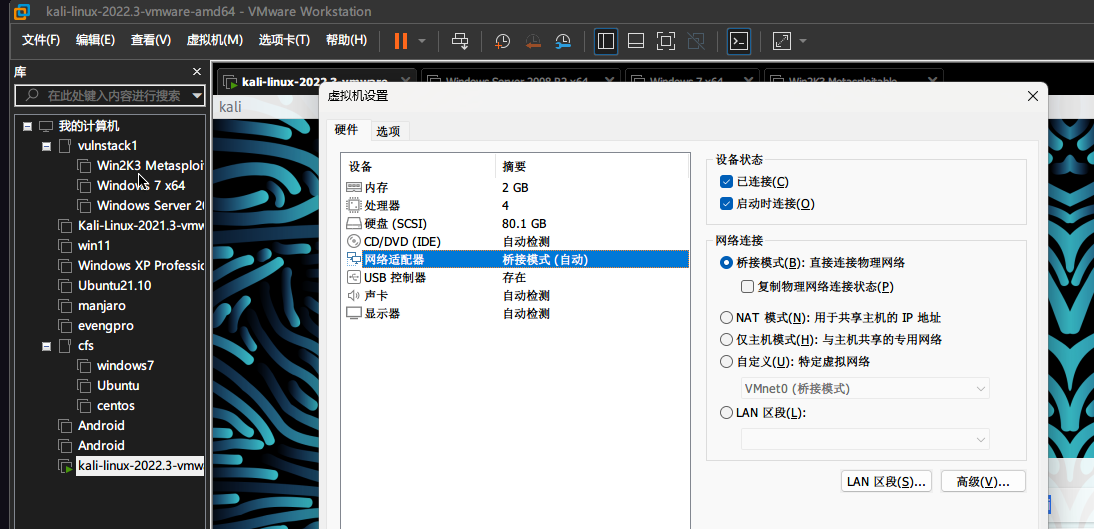 kali-linux-2022.3-vmware-amd64 - VMware Workstation
文件(F) 编辑(E) 查看(V) 虚拟机(M) 选项卡(T) 帮助(H)
库
在此处键入内容进行搜索
我的计算机
vulnstack1
Win2K3 Metasploi
Windows 7 x64
Windows Server 20
Kali-Linux-2021.3-vmw
win11
Windows XP Professio
Ubuntu21.10
manjaro
evengpro
cfs
windows7
Ubuntu
centos
Android
Android
kali-linux-2022.3-vmw
kali-linux-2022.3-vmware... Windows Server 2008 R2 x64 Windows 7 x64 Win2K3 Metasploitable
kali
虚拟机设置
硬件 选项
设备 摘要
内存 2 GB
处理器 4
硬盘 (SCSI) 80.1 GB
CD/DVD (IDE) 自动检测
网络适配器 桥接模式 (自动)
USB 控制器 存在
声卡 自动检测
显示器 自动检测
设备状态
已连接(C)
启动时连接(O)
网络连接
桥接模式(B): 直接连接物理网络
复制物理网络连接状态(P)
NAT 模式(N): 用于共享主机的 IP 地址
仅主机模式(H): 与主机共享的专用网络
自定义(U): 特定虚拟网络
VMnet0 (桥接模式)
LAN 区段(L):
LAN 区段(S)... 高级(V)...